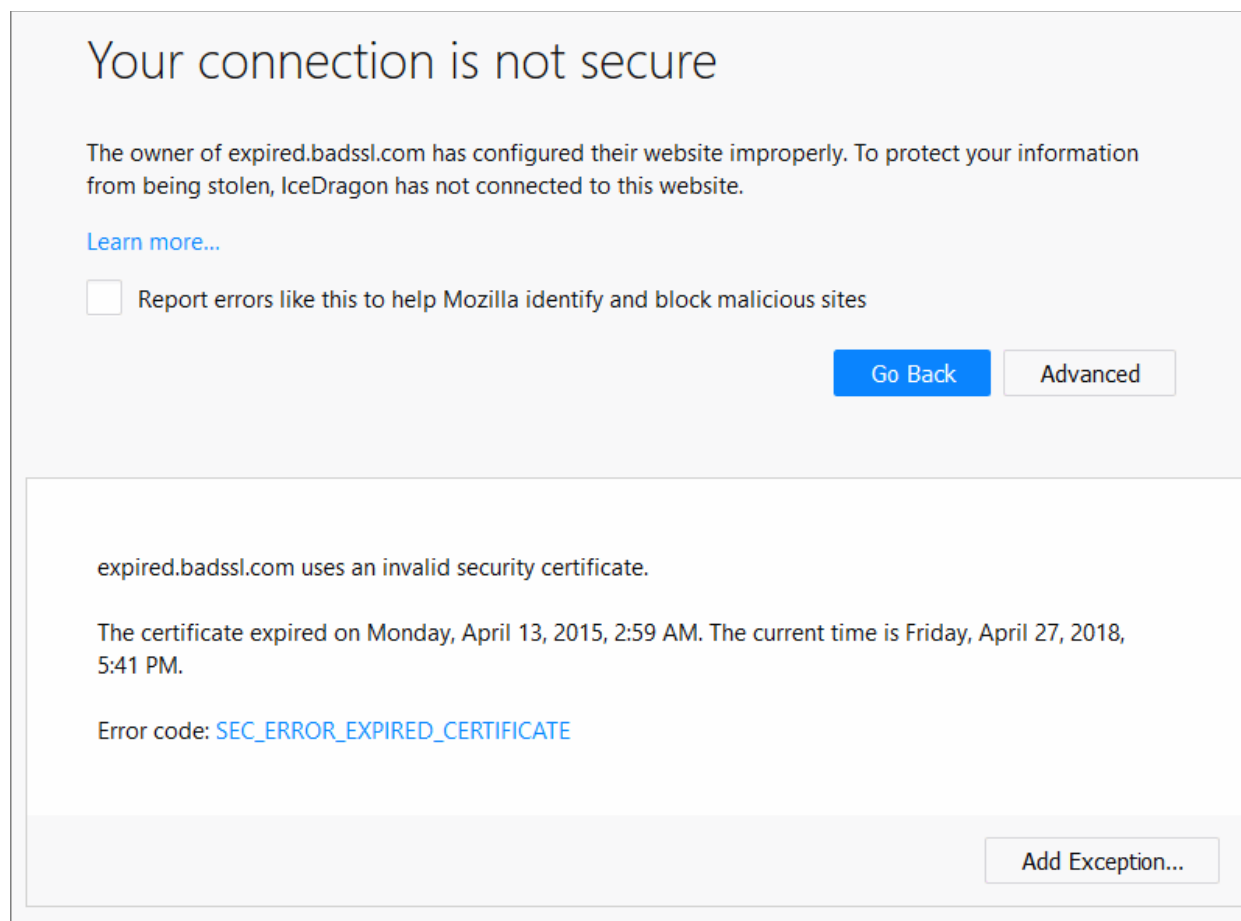 Your connection is not secure
The owner of expired.badssl.com has configured their website improperly. To protect your information
from being stolen, IceDragon has not connected to this website.
Learn more...
Report errors like this to help Mozilla identify and block malicious sites
Go Back
Advanced
expired.badssl.com uses an invalid security certificate.
The certificate expired on Monday, April 13, 2015, 2:59 AM. The current time is Friday, April 27, 2018,
5:41 PM.
Error code: SEC_ERROR_EXPIRED_CERTIFICATE
Add Exception...